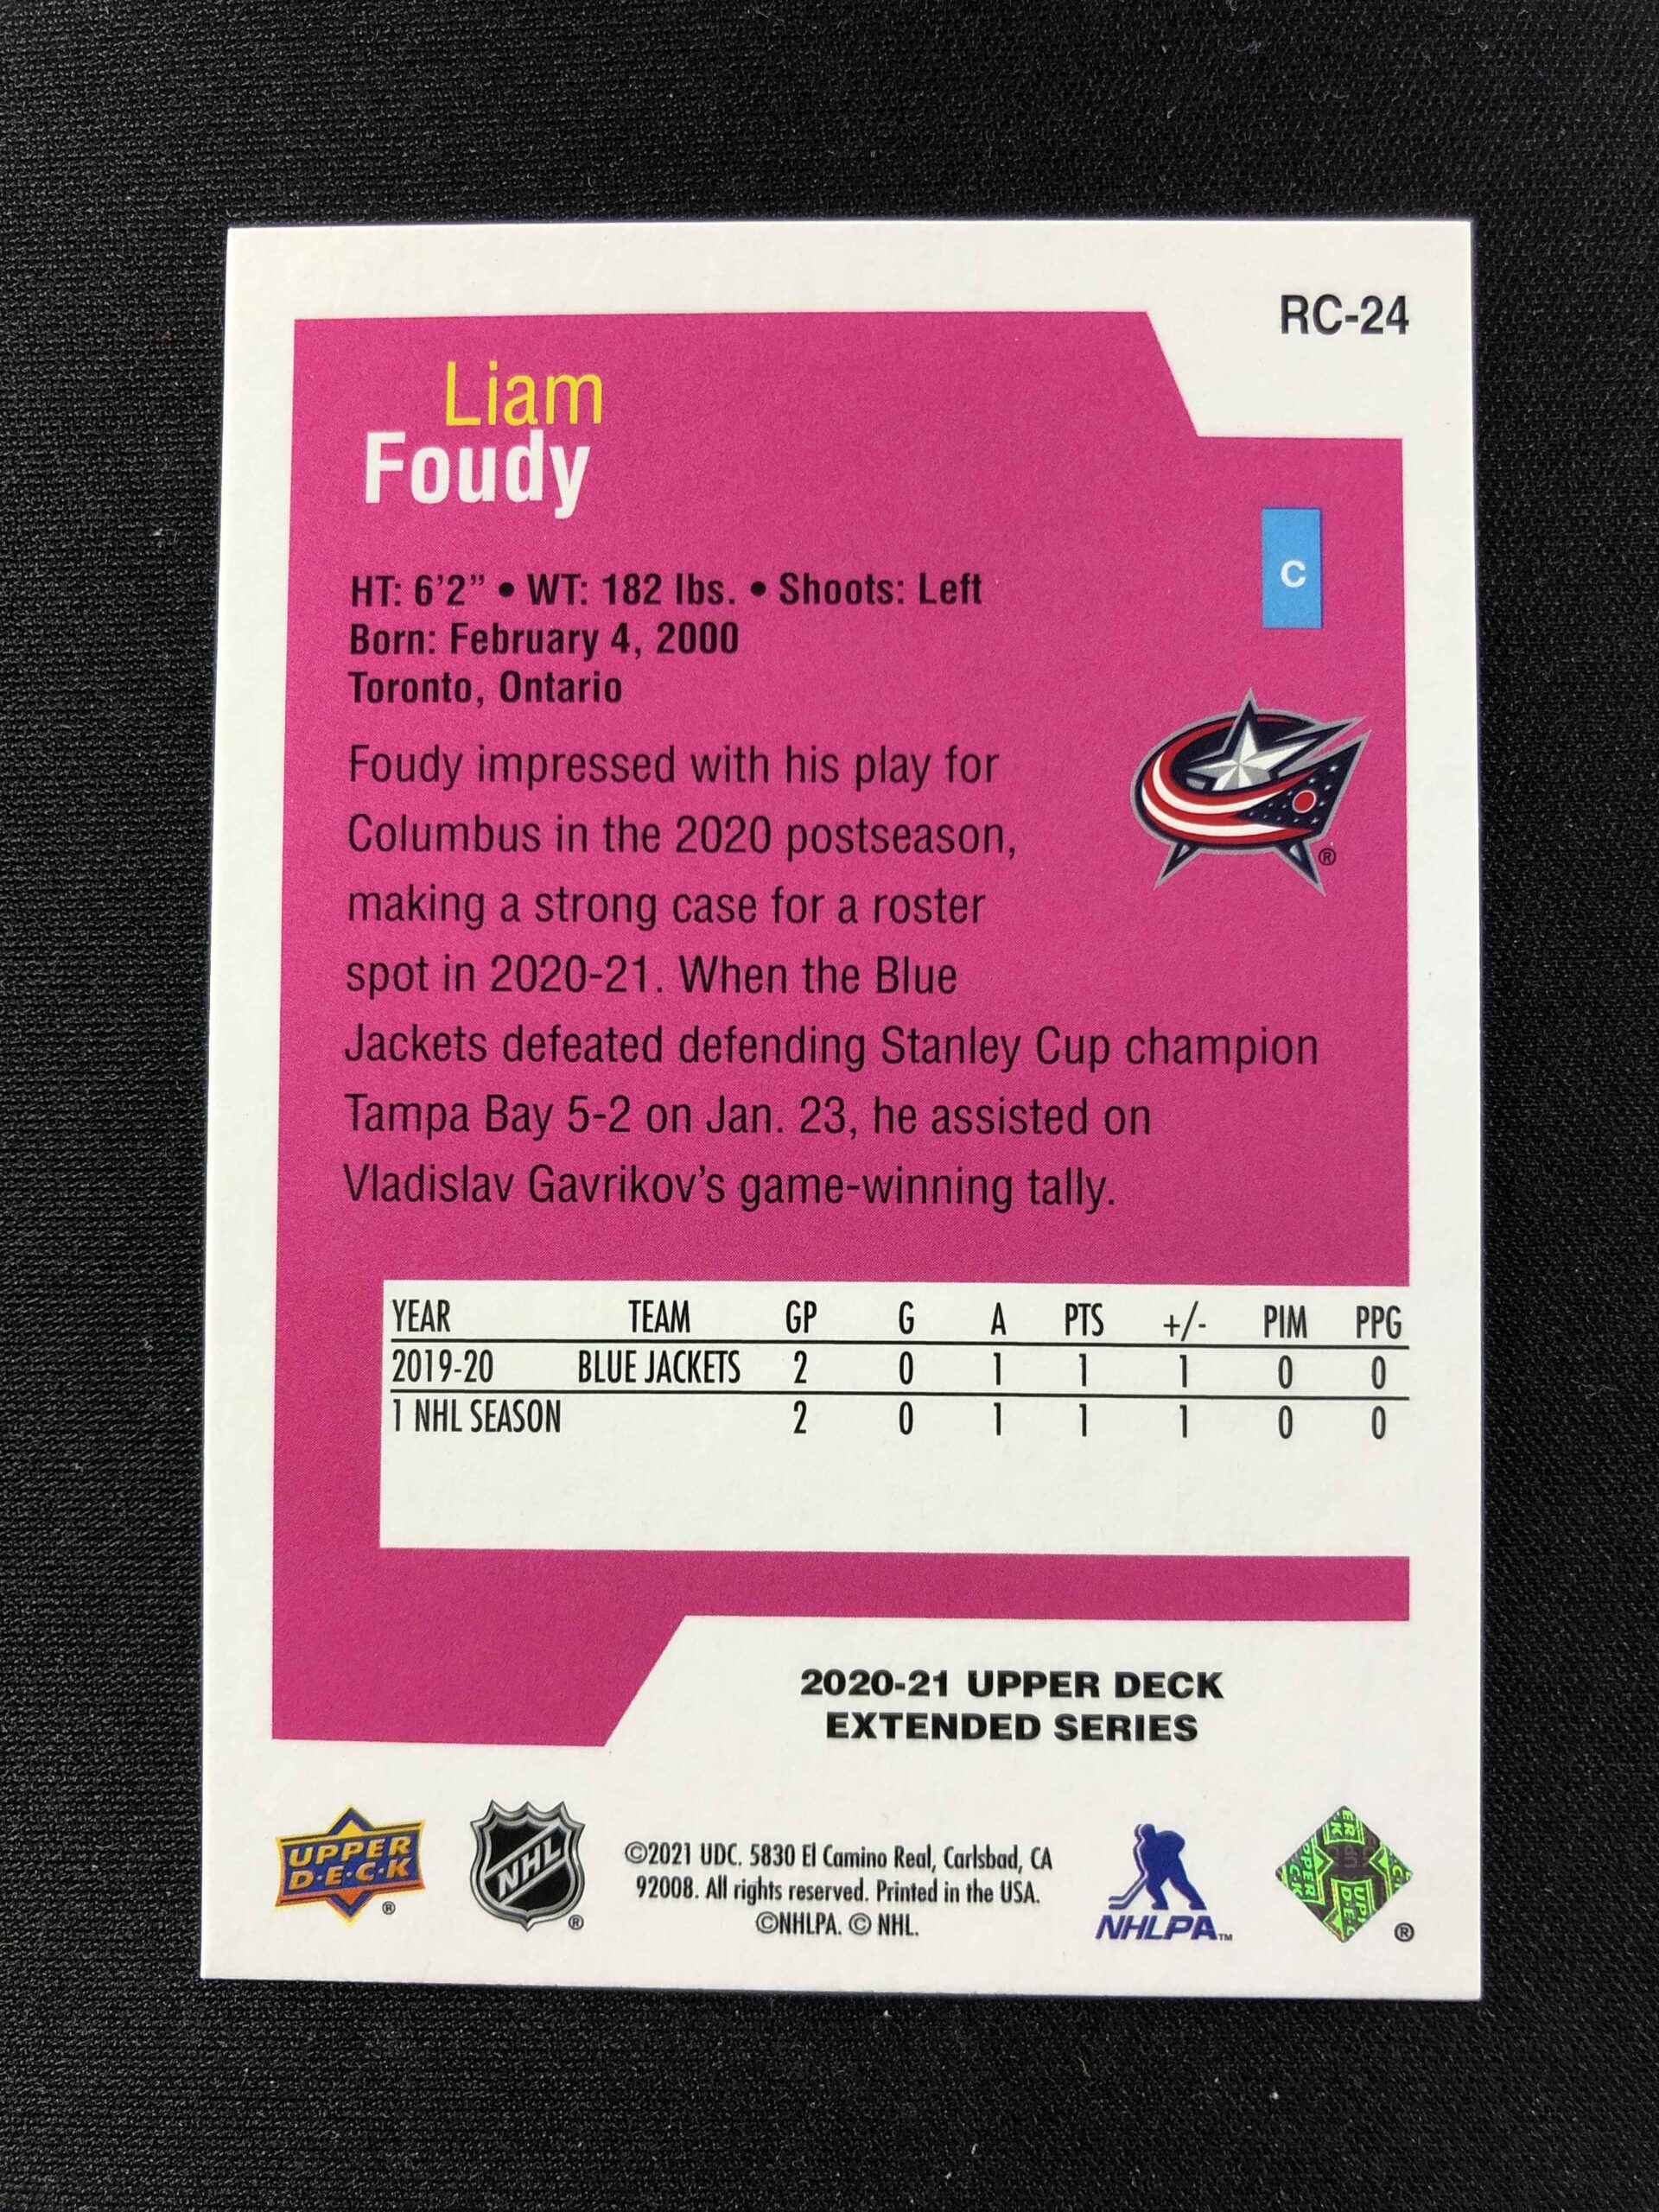 RC-24
Liam
Foudy
C
HT: 6'2” • WT: 182 lbs. • Shoots: Left
Born: February 4, 2000
Toronto, Ontario
Foudy impressed with his play for
Columbus in the 2020 postseason,
making a strong case for a roster
spot in 2020-21. When the Blue
Jackets defeated defending Stanley Cup champion
Tampa Bay 5-2 on Jan. 23, he assisted on
Vladislav Gavrikov's game-winning tally.
®
YEAR TEAM GP G A PTS +/- PIM PPG
2019-20 BLUE JACKETS 2 0 1 1 1 0 0
1 NHL SEASON 2 0 1 1 1 0 0
2020-21 UPPER DECK
EXTENDED SERIES
UPPER
D·E·C·K
®
NHL
®
©2021 UDC. 5830 El Camino Real, Carlsbad, CA
92008. All rights reserved. Printed in the USA.
©NHLPA. © NHL.
NHLPA™
®